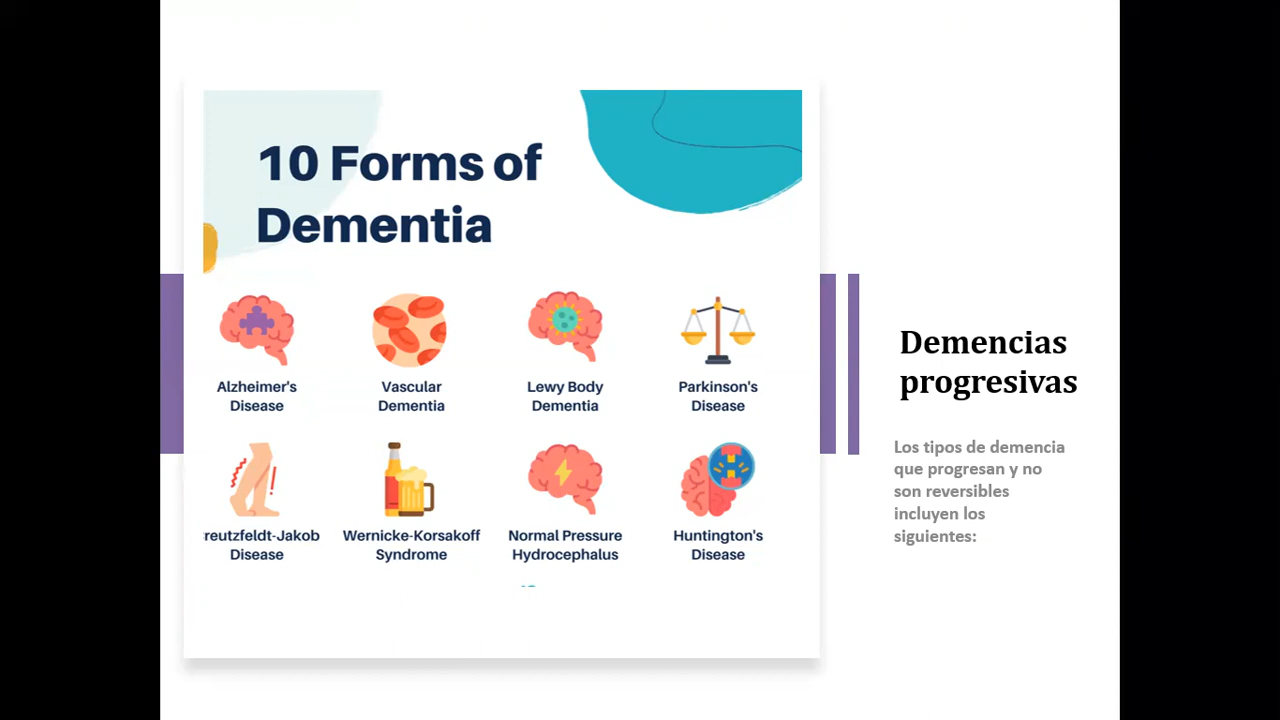 10 Forms of
Dementia
Alzheimer's
Disease
Vascular
Dementia
Lewy Body
Dementia
Parkinson's
Disease
reutzfeldt-Jakob
Disease
Wernicke-Korsakoff
Syndrome
Normal Pressure
Hydrocephalus
Huntington's
Disease
Demencias
progresivas
Los tipos de demencia
que progresan y no
son reversibles
incluyen los
siguientes: